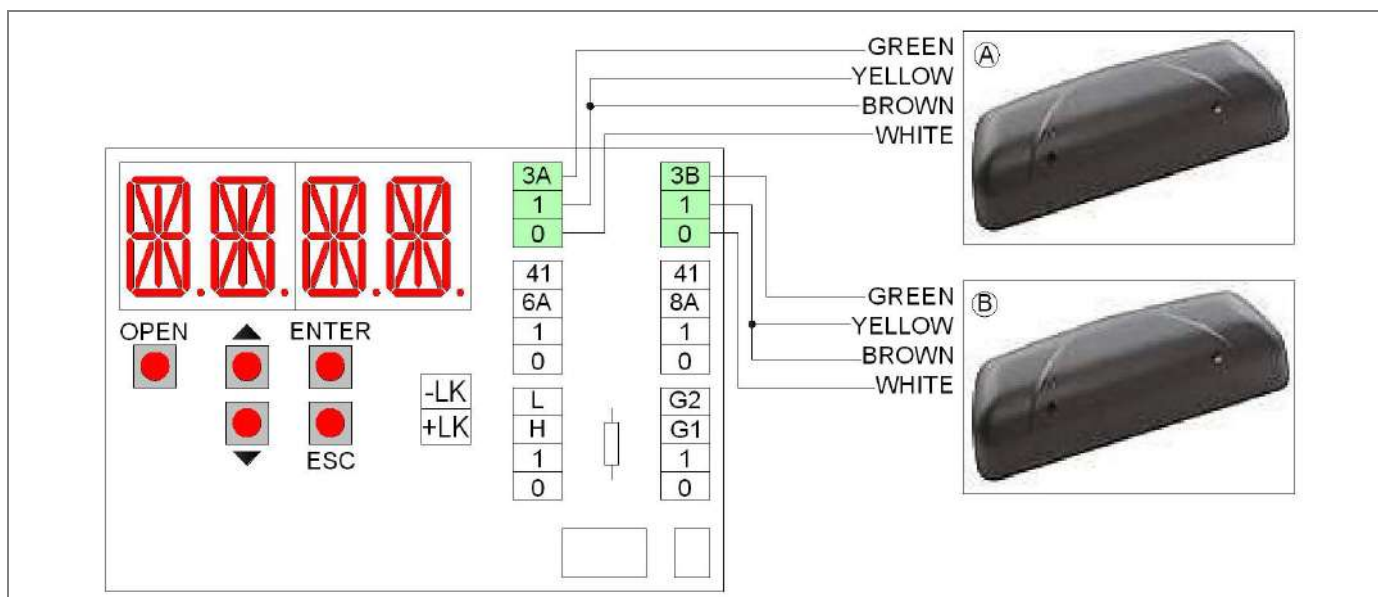 GREEN
YELLOW
BROWN
WHITE
A
3A
1
0
3B
1
0
41
6A
1
0
41
8A
1
0
OPEN
ENTER
ESC
-LK
+LK
L
H
1
0
G2
G1
1
0
GREEN
YELLOW
BROWN
WHITE
B